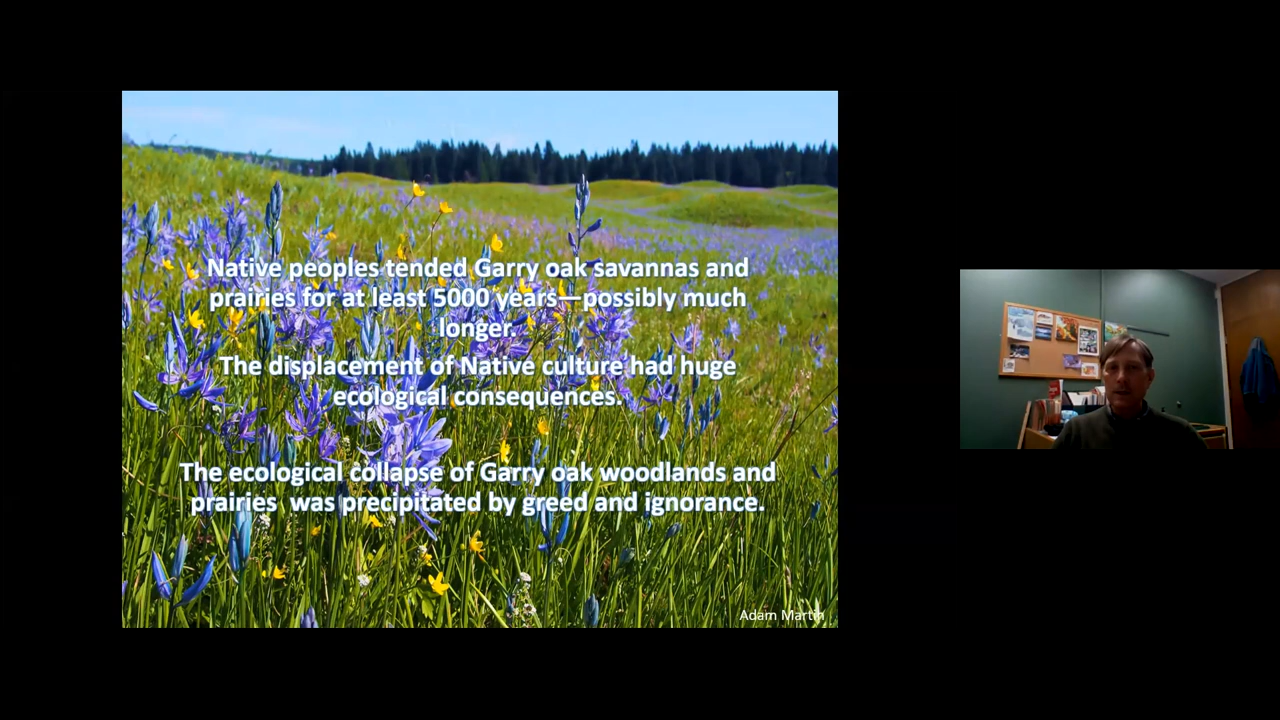 Native peoples tended Garry oak savannas and
prairies for at least 5000 years—possibly much
longer.
The displacement of Native culture had huge
ecological consequences.
The ecological collapse of Garry oak woodlands and
prairies  was precipitated by greed and ignorance.
Adam Martin